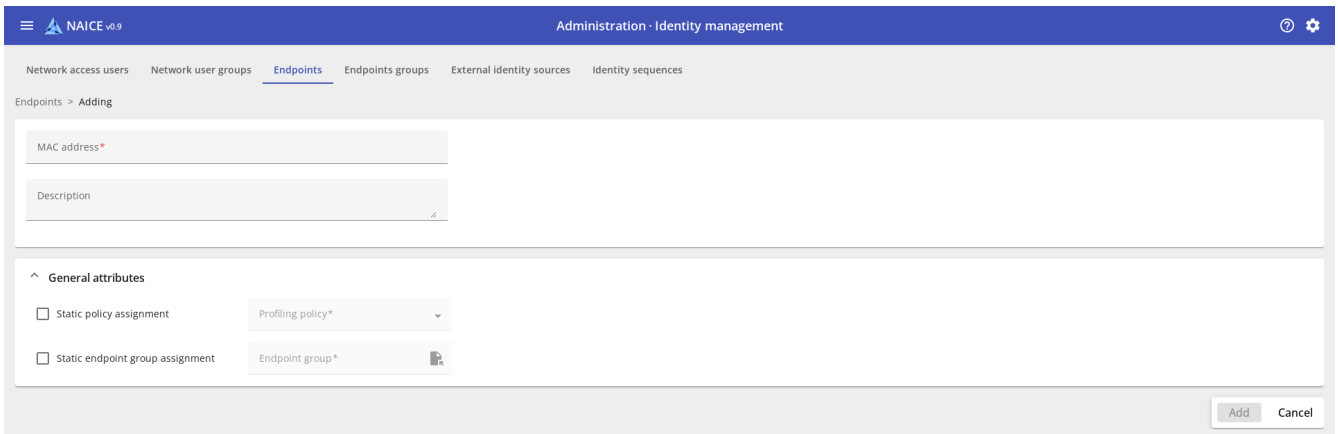 NAICE v0.9
Administration · Identity management
Network access users Network user groups Endpoints Endpoints groups External identity sources Identity sequences
Endpoints > Adding
MAC address*
Description
General attributes
Static policy assignment Profiling policy*
Static endpoint group assignment Endpoint group*
Add Cancel